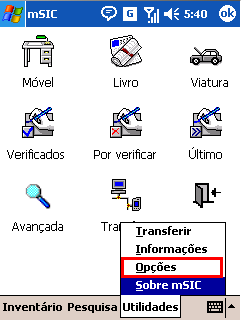 mSIC 5:40 ok
Móvel Livro Viatura
Verificados Por verificar Último
Avançada
Transferir
Informações
Opções
Sobre mSIC
Inventário Pesquisa Utilidades